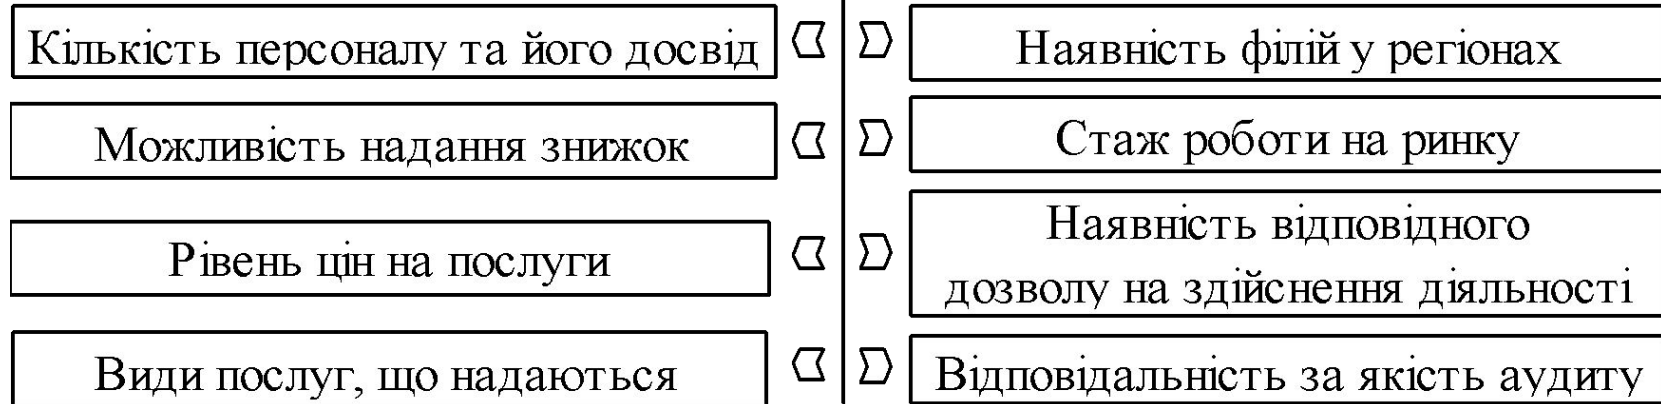 Кількість персоналу та його досвід
Наявність філій у регіонах
Можливість надання знижок
Стаж роботи на ринку
Рівень цін на послуги
Наявність відповідного
дозволу на здійснення діяльності
Види послуг, що надаються
Відповідальність за якість аудиту